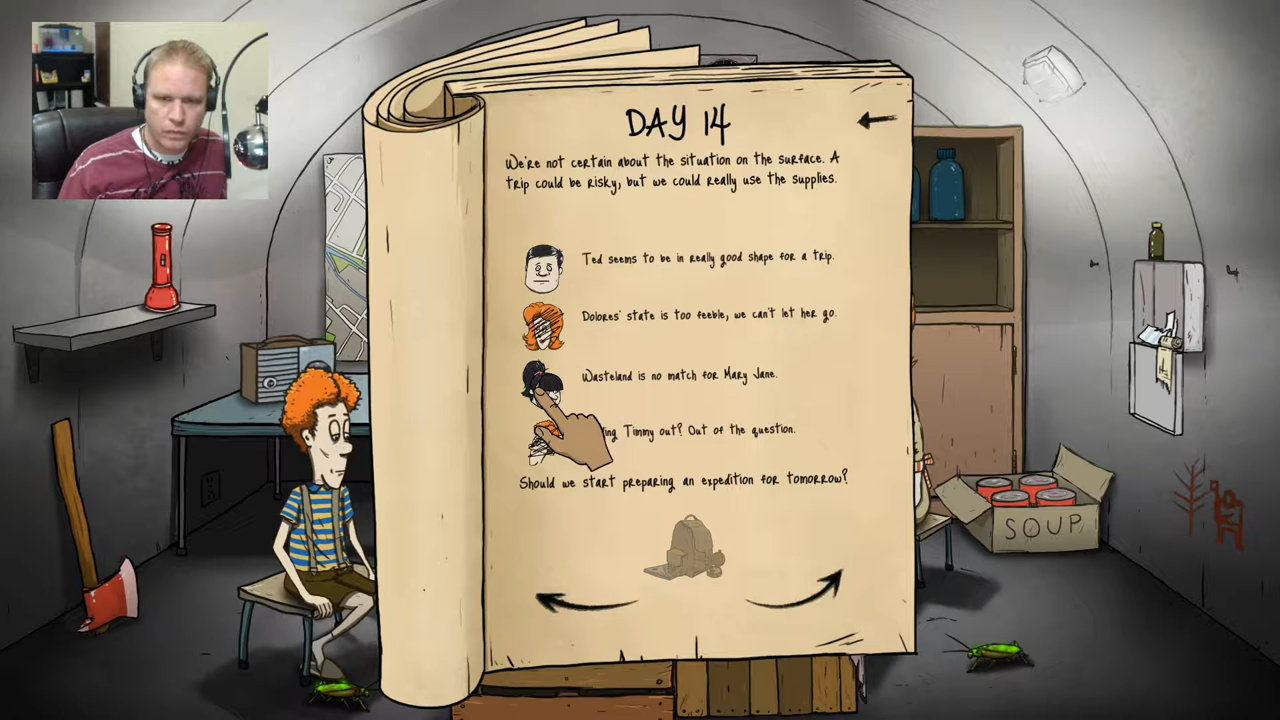 DAY 14
We're not certain about the situation on the surface. A
trip could be risky, but we could really use the supplies.
Ted seems to be in really good shape for a trip.
Dolores' state is too feeble, we can't let her go.
Wasteland is no match for Mary Jane.
Timmy out? Out of the question.
Should we start preparing an expedition for tomorrow?
SOUP